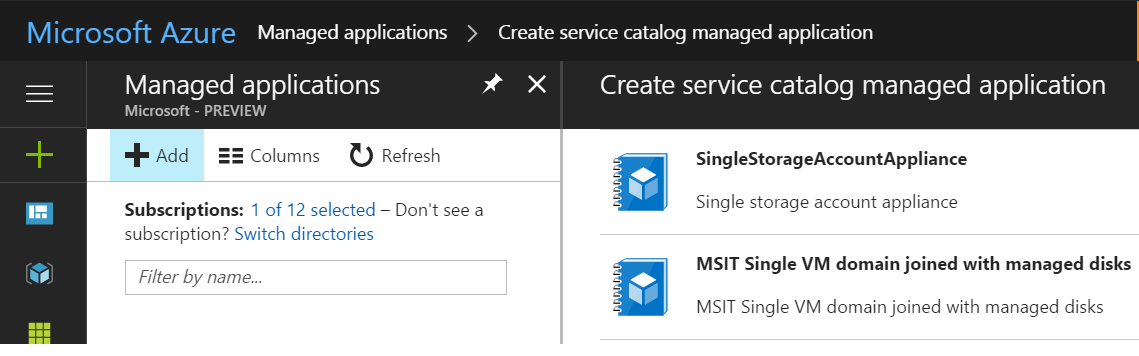 Microsoft Azure Managed applications > Create service catalog managed application
Managed applications
Microsoft - PREVIEW
Add Columns Refresh
Subscriptions: 1 of 12 selected – Don't see a
subscription? Switch directories
Filter by name...
Create service catalog managed application
SingleStorageAccountAppliance
Single storage account appliance
MSIT Single VM domain joined with managed disks
MSIT Single VM domain joined with managed disks